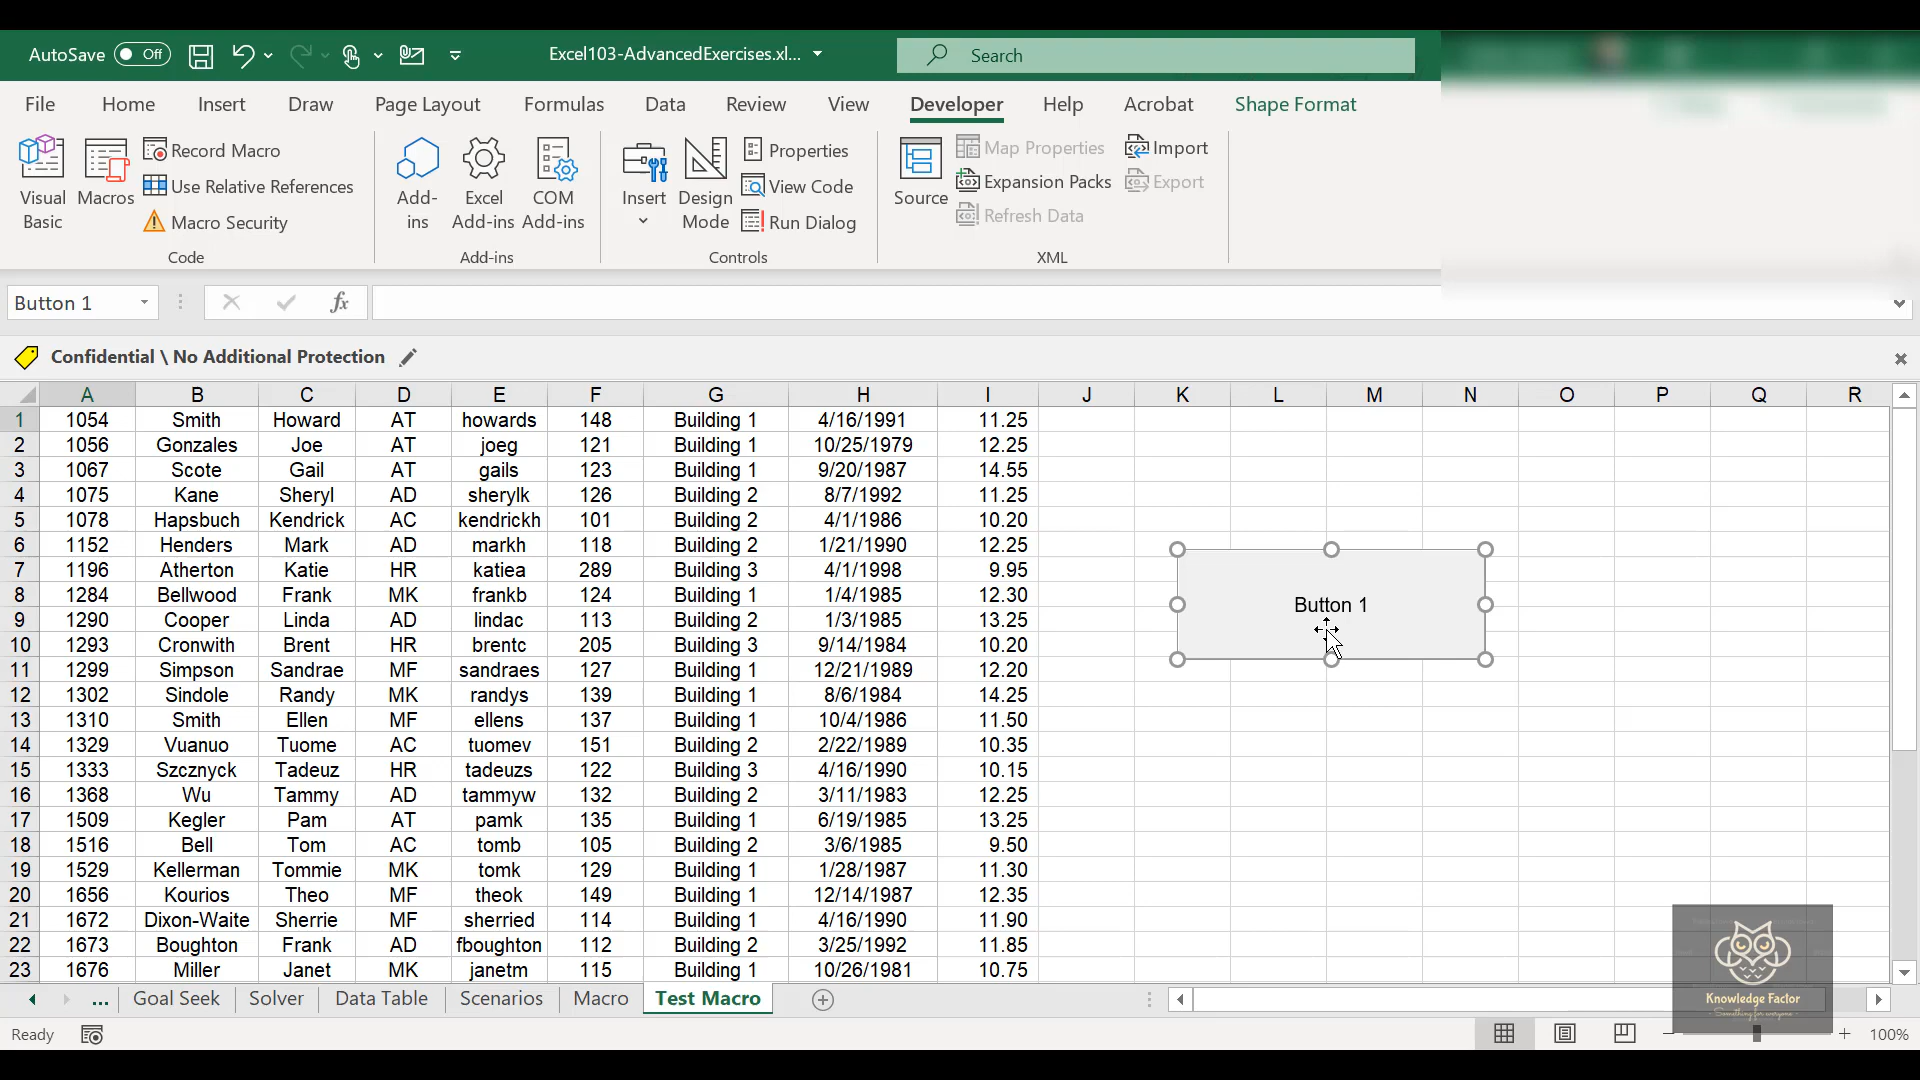 AutoSave Off Excel103-AdvancedExercises.xl... Search
File Home Insert Draw Page Layout Formulas Data Review View Developer Help Acrobat Shape Format
Visual Basic
Macros
Record Macro
Use Relative References
Macro Security
Code
Add-ins
Excel Add-ins
COM Add-ins
Add-ins
Insert
Design Mode
Properties
View Code
Run Dialog
Controls
Source
Map Properties
Expansion Packs
Refresh Data
Import
Export
XML
Button 1 fx
Confidential \ No Additional Protection
A B C D E F G H I J K L M N O P Q R
1 1054 Smith Howard AT howards 148 Building 1 4/16/1991 11.25
2 1056 Gonzales Joe AT joeg 121 Building 1 10/25/1979 12.25
3 1067 Scote Gail AT gails 123 Building 1 9/20/1987 14.55
4 1075 Kane Sheryl AD sherylk 126 Building 2 8/7/1992 11.25
5 1078 Hapsbuch Kendrick AC kendrickh 101 Building 2 4/1/1986 10.20
6 1152 Henders Mark AD markh 118 Building 2 1/21/1990 12.25
7 1196 Atherton Katie HR katiea 289 Building 3 4/1/1998 9.95
8 1284 Bellwood Frank MK frankb 124 Building 1 1/4/1985 12.30
9 1290 Cooper Linda AD lindac 113 Building 2 1/3/1985 13.25
10 1293 Cronwith Brent HR brentc 205 Building 3 9/14/1984 10.20
11 1299 Simpson Sandrae MF sandraes 127 Building 1 12/21/1989 12.20
12 1302 Sindole Randy MK randys 139 Building 1 8/6/1984 14.25
13 1310 Smith Ellen MF ellens 137 Building 1 10/4/1986 11.50
14 1329 Vuanuo Tuome AC tuomev 151 Building 2 2/22/1989 10.35
15 1333 Szcznyck Tadeuz HR tadeuzs 122 Building 3 4/16/1990 10.15
16 1368 Wu Tammy AD tammyw 132 Building 2 3/11/1983 12.25
17 1509 Kegler Pam AT pamk 135 Building 1 6/19/1985 13.25
18 1516 Bell Tom AC tomb 105 Building 2 3/6/1985 9.50
19 1529 Kellerman Tommie MK tomk 129 Building 1 1/28/1987 11.30
20 1656 Kourios Theo MF theok 149 Building 1 12/14/1987 12.35
21 1672 Dixon-Waite Sherrie MF sherried 114 Building 1 4/16/1990 11.90
22 1673 Boughton Frank AD fboughton 112 Building 2 3/25/1992 11.85
23 1676 Miller Janet MK janetm 115 Building 1 10/26/1981 10.75
Button 1
Knowledge Factor
Something for everyone
... Goal Seek Solver Data Table Scenarios Macro Test Macro
Ready 100%